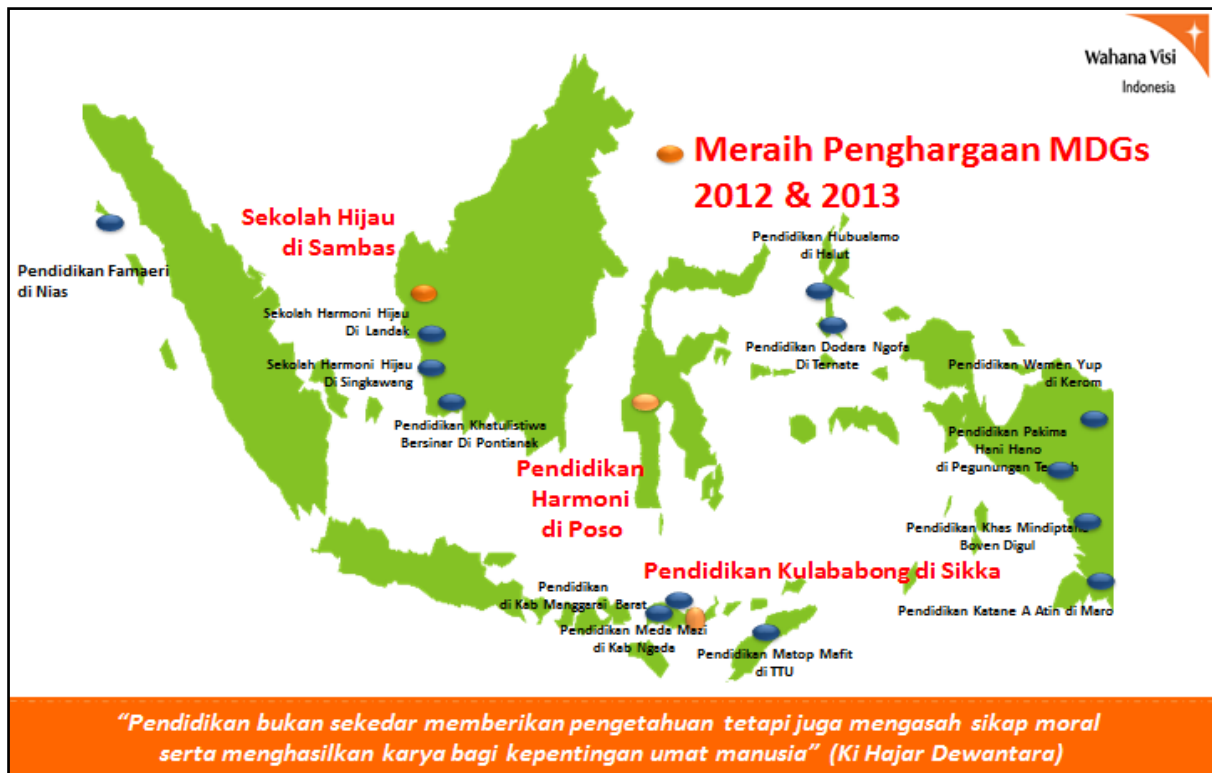 Wahana Visi
Indonesia
Meraih Penghargaan MDGs
2012 & 2013
Sekolah Hijau
di Sambas
Pendidikan Hubualamo
di Halut
Pendidikan Famaeri
di Nias
Sekolah Harmoni Hijau
Di Landak
Pendidikan Dodara Ngofa
Di Ternate
Sekolah Harmoni Hijau
Di Singkawang
Pendidikan Wamen Yup
di Kerom
Pendidikan Khatulistiwa
Bersinar Di Pontianak
Pendidikan Pakima
Hani Hano
di Pegunungan
Pendidikan
Harmoni
di Poso
Pendidikan Khas
Boven Digul
Pendidikan Kulababong di Sikka
Pendidikan
di Kab Manggarai Barat
Pendidikan Meda Mazi
di Kab Ngada
Pendidikan Matop Mafit
di TTU
Pendidikan Katane A Atin di Maro
“Pendidikan bukan sekedar memberikan pengetahuan tetapi juga mengasah sikap moral
serta menghasilkan karya bagi kepentingan umat manusia” (Ki Hajar Dewantara)